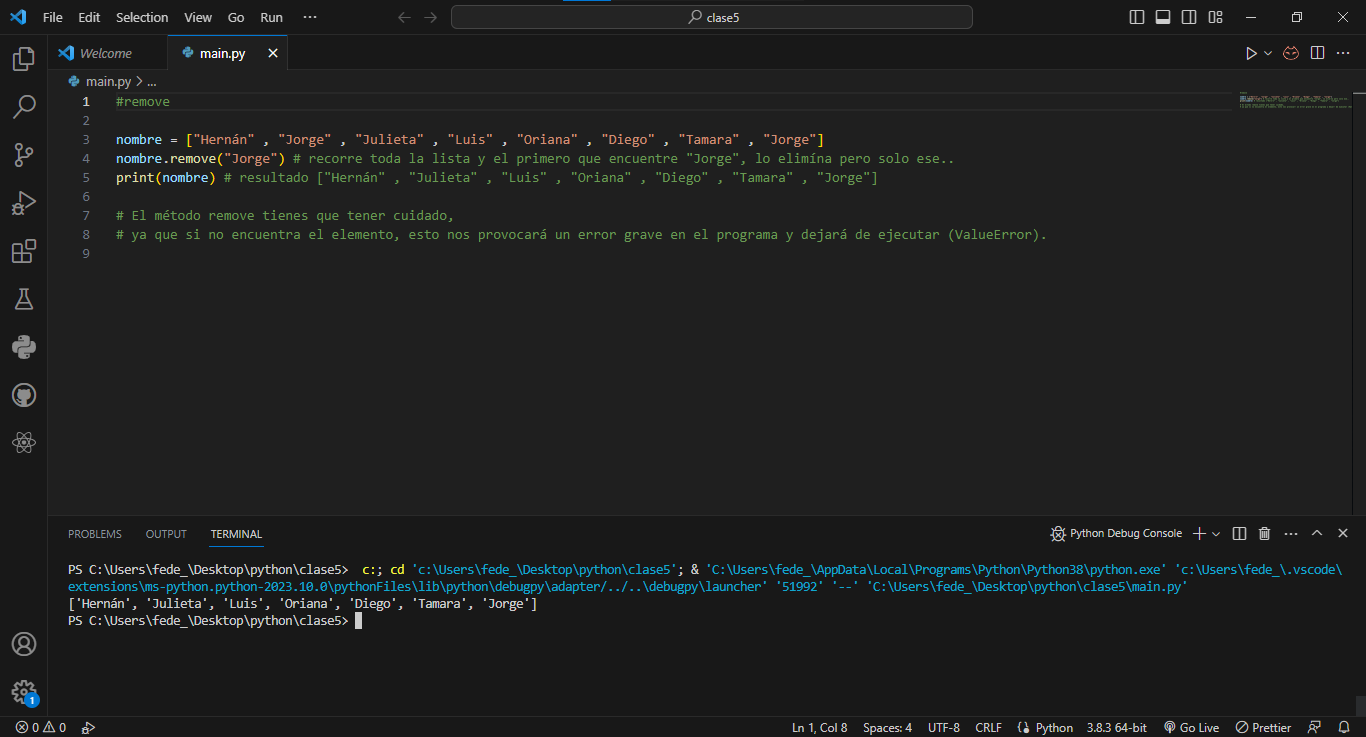 File Edit Selection View Go Run ··· clase5
Welcome main.py
main.py > ...
1 #remove
2
3 nombre = ["Hernán" , "Jorge" , "Julieta" , "Luis" , "Oriana" , "Diego" , "Tamara" , "Jorge"]
4 nombre.remove("Jorge") # recorre toda la lista y el primero que encuentre "Jorge", lo elimína pero solo ese..
5 print(nombre) # resultado ["Hernán" , "Julieta" , "Luis" , "Oriana" , "Diego" , "Tamara" , "Jorge"]
6
7 # El método remove tienes que tener cuidado,
8 # ya que si no encuentra el elemento, esto nos provocará un error grave en el programa y dejará de ejecutar (ValueError).
9
PROBLEMS OUTPUT TERMINAL Python Debug Console
PS C:\Users\fede_\Desktop\python\clase5>  c:; cd 'c:\Users\fede_\Desktop\python\clase5'; & 'C:\Users\fede_\AppData\Local\Programs\Python\Python38\python.exe' 'c:\Users\fede_\.vscode\
extensions\ms-python.python-2023.10.0\pythonFiles\lib\python\debugpy\adapter/../..\debugpy\launcher' '51992' '--' 'C:\Users\fede_\Desktop\python\clase5\main.py'
['Hernán', 'Julieta', 'Luis', 'Oriana', 'Diego', 'Tamara', 'Jorge']
PS C:\Users\fede_\Desktop\python\clase5>
1
0 0 Ln 1, Col 8 Spaces: 4 UTF-8 CRLF Python 3.8.3 64-bit Go Live Prettier